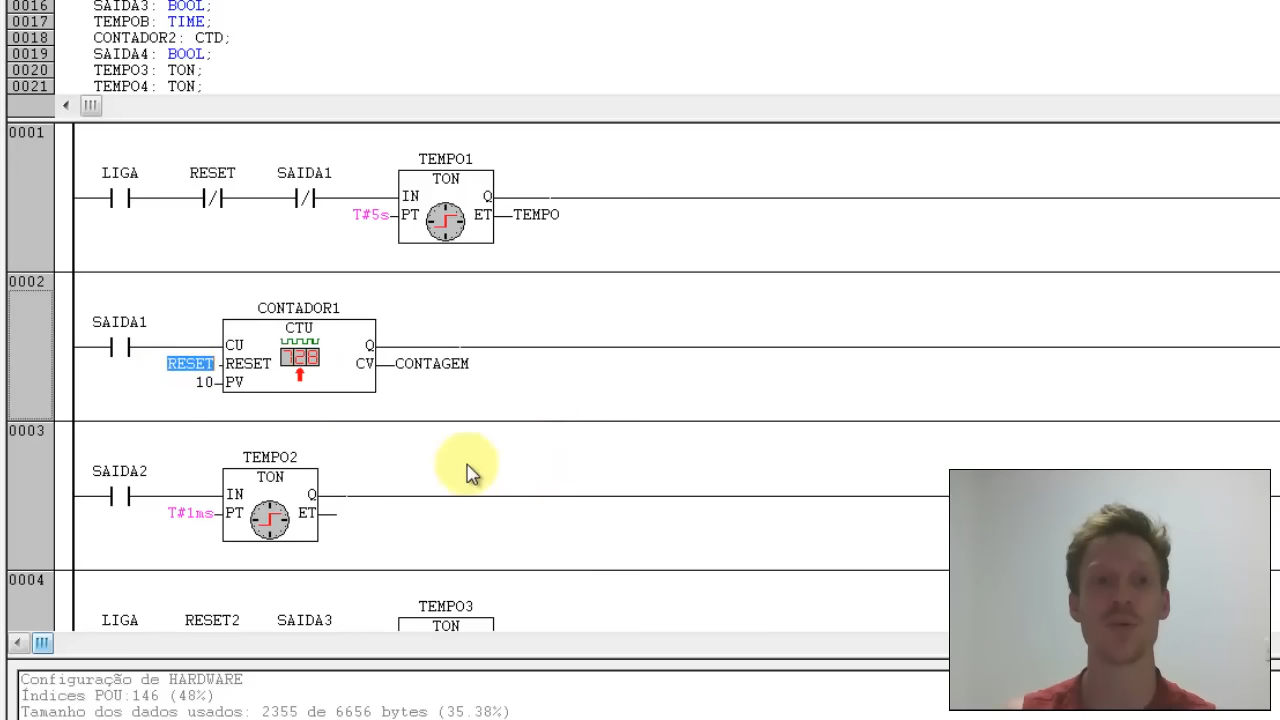 0016 SAIDA3: BOOL;
0017 TEMPOB: TIME;
0018 CONTADOR2: CTD;
0019 SAIDA4: BOOL;
0020 TEMPO3: TON;
0021 TEMPO4: TON;
0001
TEMPO1
LIGA RESET SAIDA1 TON
IN Q
T#5s PT ET TEMPO
0002
CONTADOR1
SAIDA1 CTU
CU Q
RESET RESET 728 CV CONTAGEM
10 PV
0003
TEMPO2
SAIDA2 TON
IN Q
T#1ms PT ET
0004
TEMPO3
LIGA RESET2 SAIDA3 TON
Configuração de HARDWARE
Índices POU:146 (48%)
Tamanho dos dados usados: 2355 de 6656 bytes (35.38%)